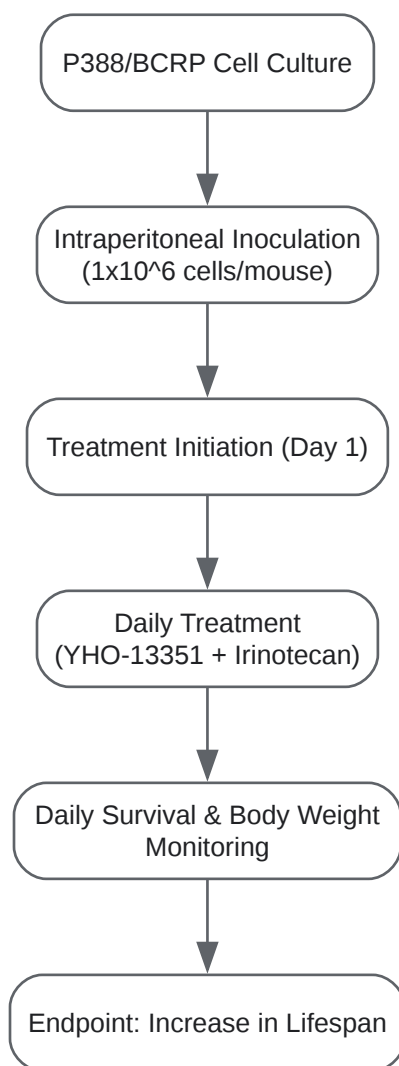 P388/BCRP Cell Culture
Intraperitoneal Inoculation
(1x10^6 cells/mouse)
Treatment Initiation (Day 1)
Daily Treatment
(YHO-13351 + Irinotecan)
Daily Survival & Body Weight
Monitoring
Endpoint: Increase in Lifespan